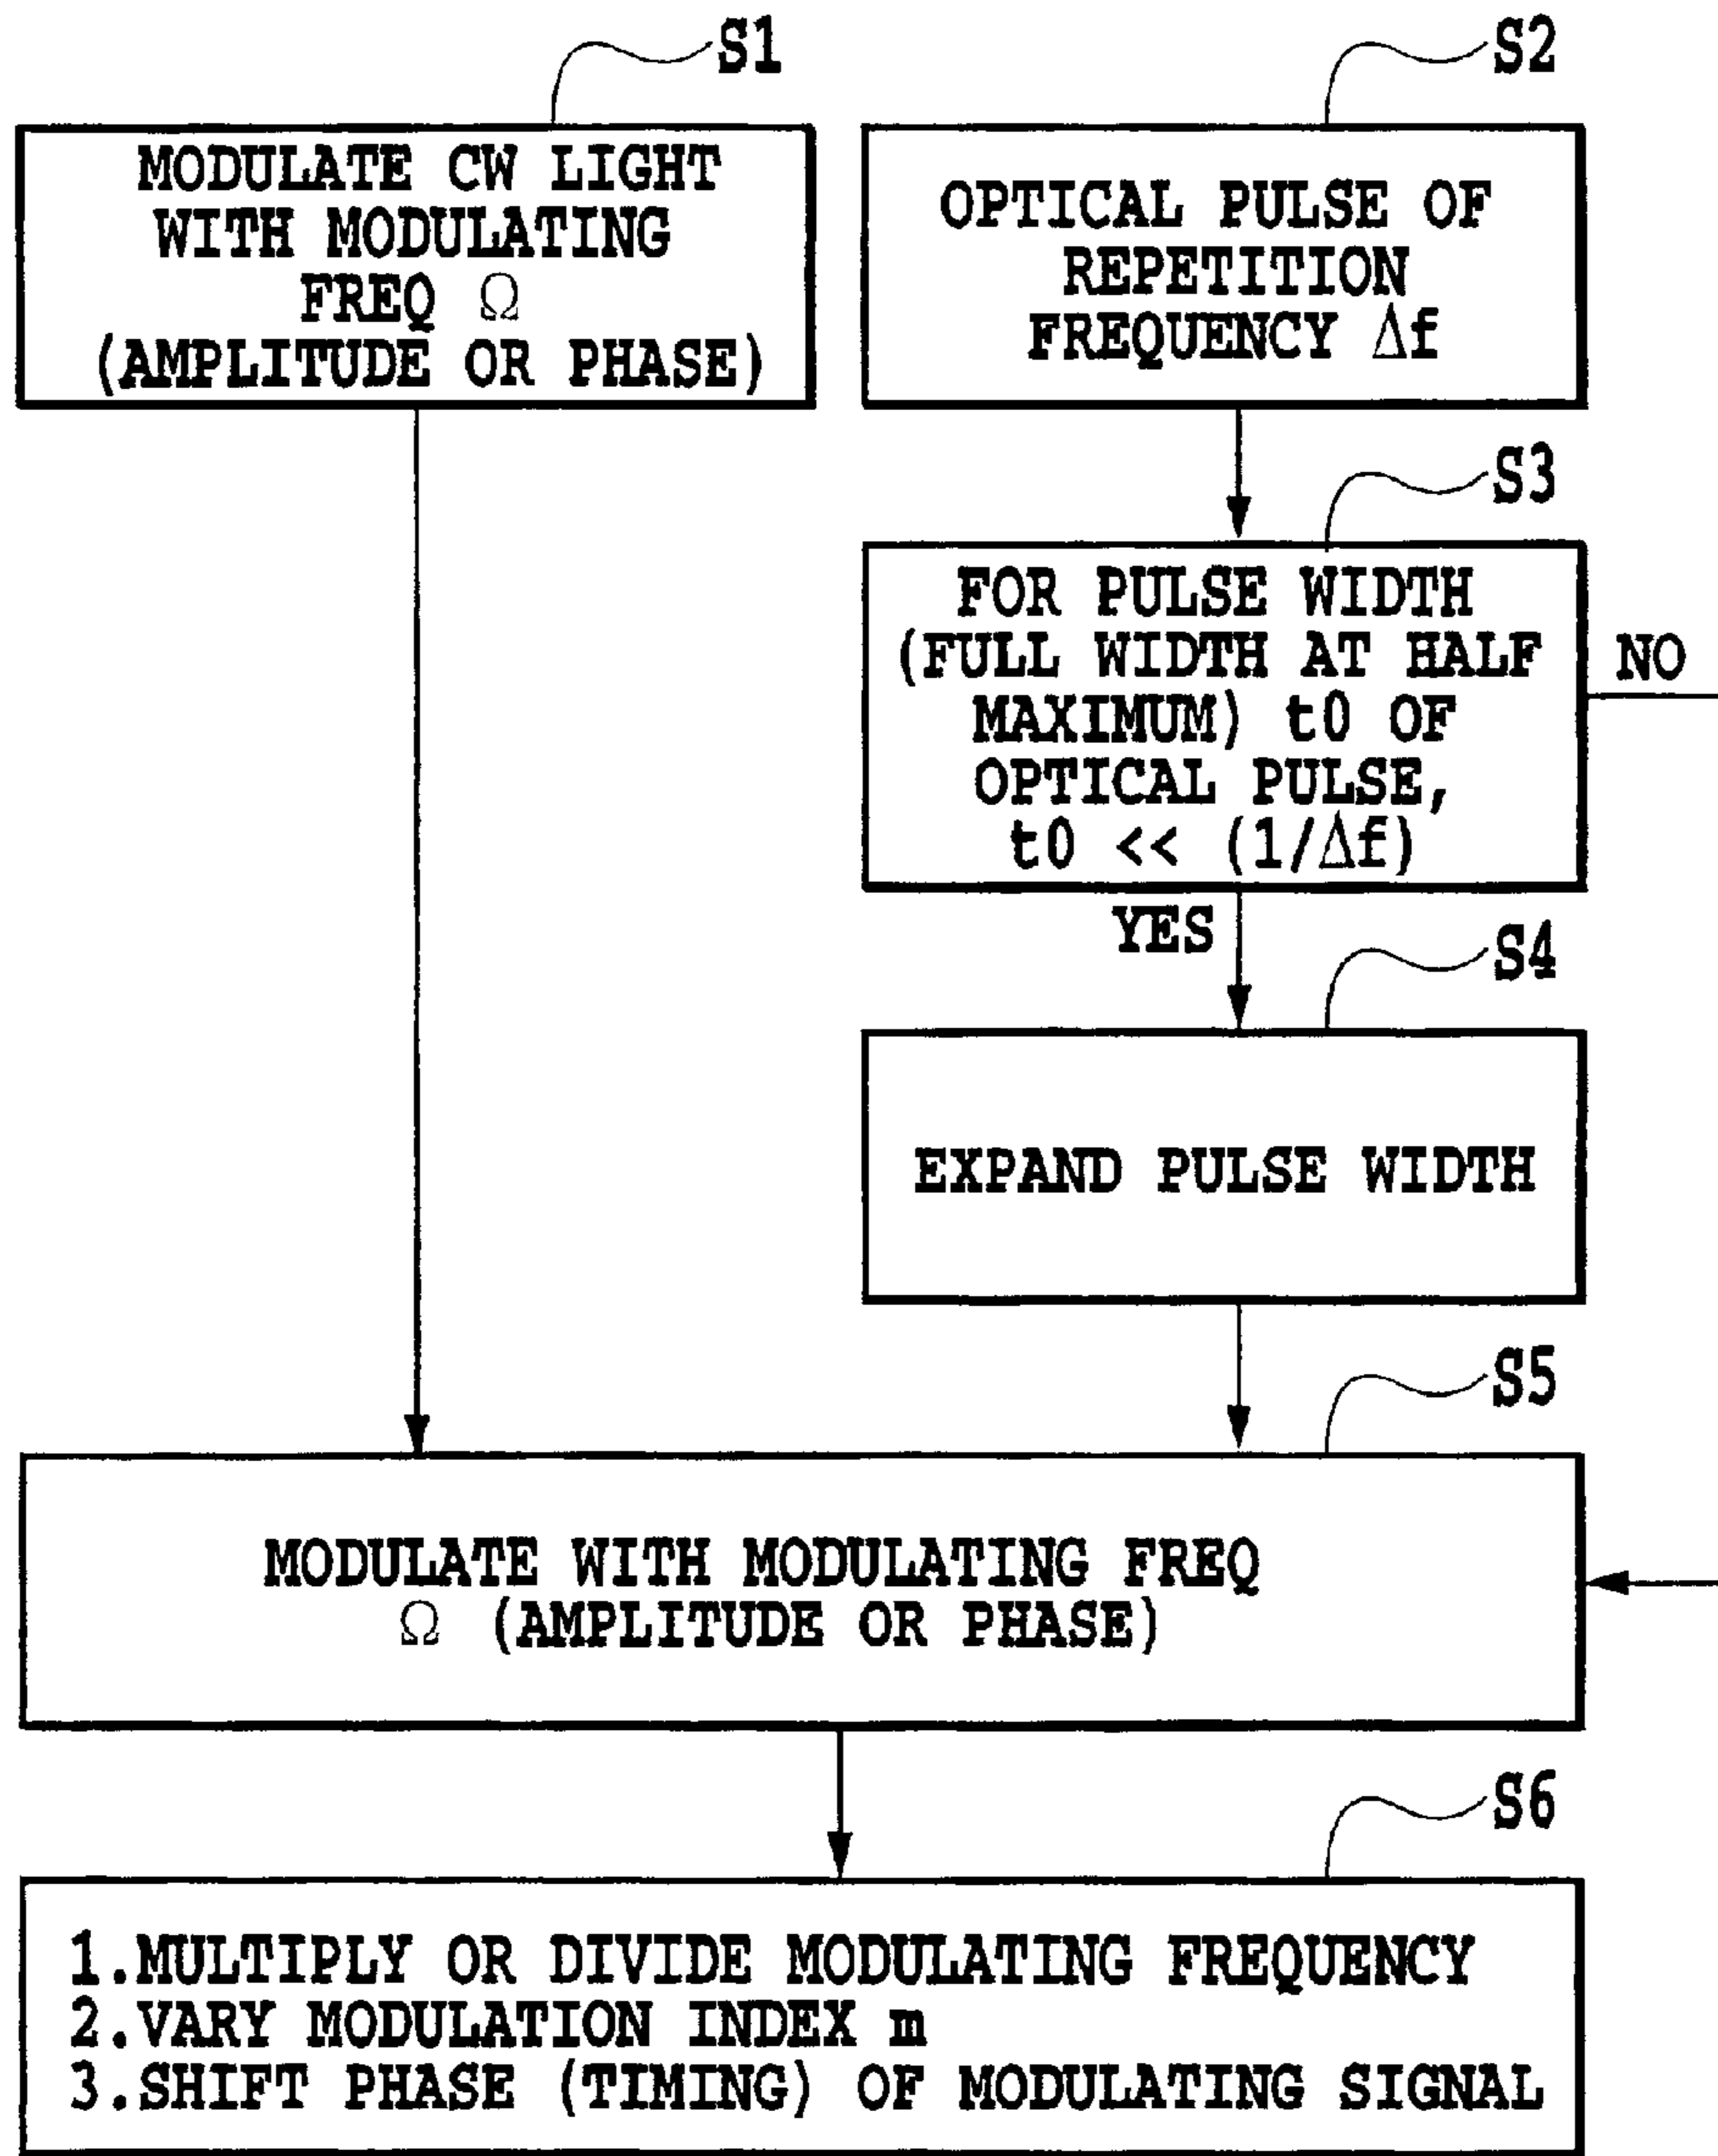 S1
MODULATE CW LIGHT
WITH MODULATING
FREQ Ω
(AMPLITUDE OR PHASE)
S2
OPTICAL PULSE OF
REPETITION
FREQUENCY Δf
S3
FOR PULSE WIDTH
(FULL WIDTH AT HALF
MAXIMUM) t0 OF
OPTICAL PULSE,
t0 << (1/Δf)
NO
YES
S4
EXPAND PULSE WIDTH
S5
MODULATE WITH MODULATING FREQ
Ω (AMPLITUDE OR PHASE)
S6
1.MULTIPLY OR DIVIDE MODULATING FREQUENCY
2.VARY MODULATION INDEX m
3.SHIFT PHASE (TIMING) OF MODULATING SIGNAL